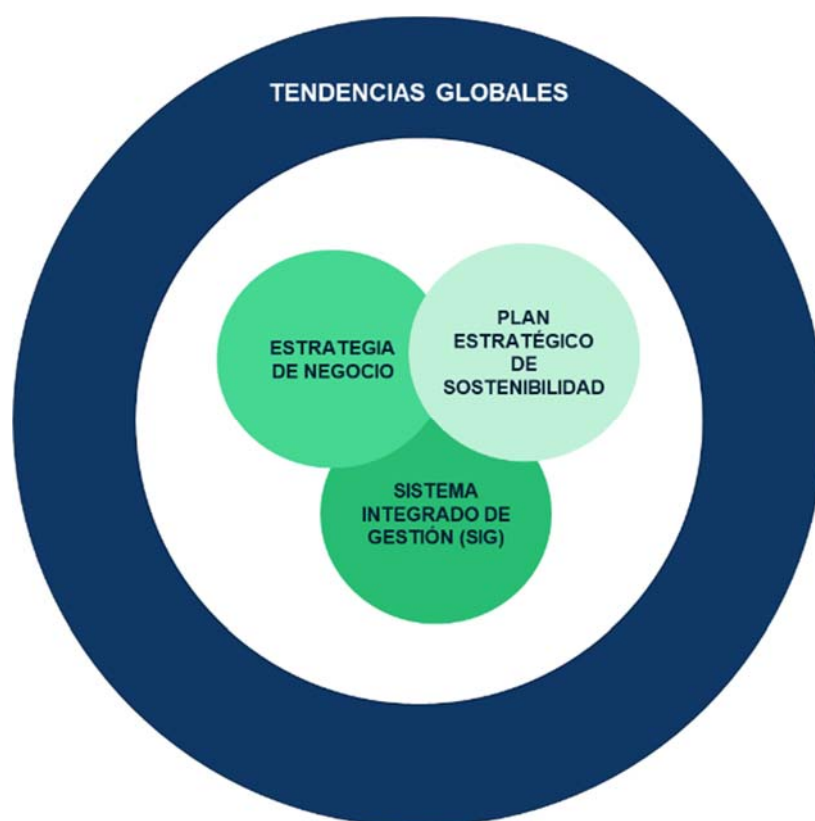 TENDENCIAS GLOBALES
ESTRATEGIA
DE NEGOCIO
PLAN
ESTRATÉGICO
DE
SOSTENIBILIDAD
SISTEMA
INTEGRADO DE
GESTIÓN (SIG)